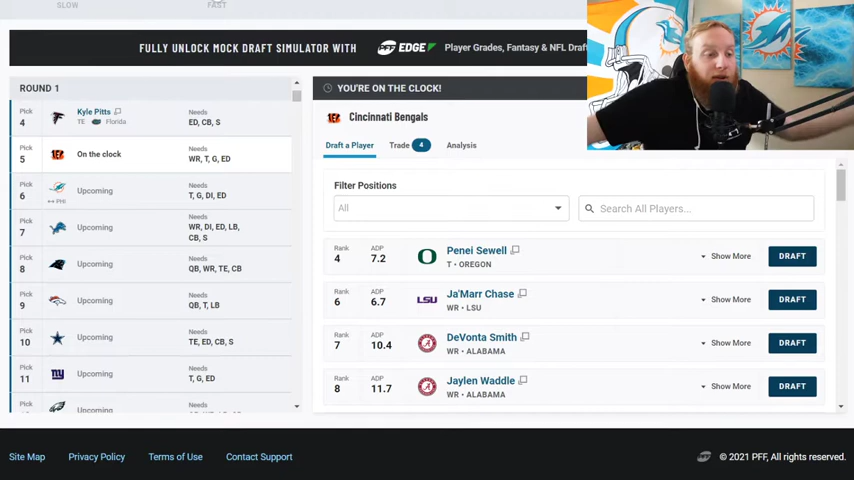 SLOW FAST
FULLY UNLOCK MOCK DRAFT SIMULATOR WITH PFF EDGE Player Grades, Fantasy & NFL Draf
ROUND 1
Pick
4
Kyle Pitts
TE Florida
Needs
ED, CB, S
Pick
5
On the clock
Needs
WR, T, G, ED
Pick
6
PHI
Upcoming
Needs
T, G, DI, ED
Pick
7
Upcoming
Needs
WR, DI, ED, LB,
CB, S
Pick
8
Upcoming
Needs
QB, WR, TE, CB
Pick
9
Upcoming
Needs
QB, T, LB
Pick
10
Upcoming
Needs
TE, ED, CB, S
Pick
11
Upcoming
Needs
T, G, ED
Pick
Upcoming
Needs
YOU'RE ON THE CLOCK!
Cincinnati Bengals
Draft a Player Trade 4 Analysis
Filter Positions
All Search All Players...
Rank
4
ADP
7.2
Penei Sewell
T • OREGON
Show More DRAFT
Rank
6
ADP
6.7
LSU
Ja'Marr Chase
WR • LSU
Show More DRAFT
Rank
7
ADP
10.4
DeVonta Smith
WR • ALABAMA
Show More DRAFT
Rank
8
ADP
11.7
Jaylen Waddle
WR • ALABAMA
Show More DRAFT
Site Map Privacy Policy Terms of Use Contact Support © 2021 PFF, All rights reserved.